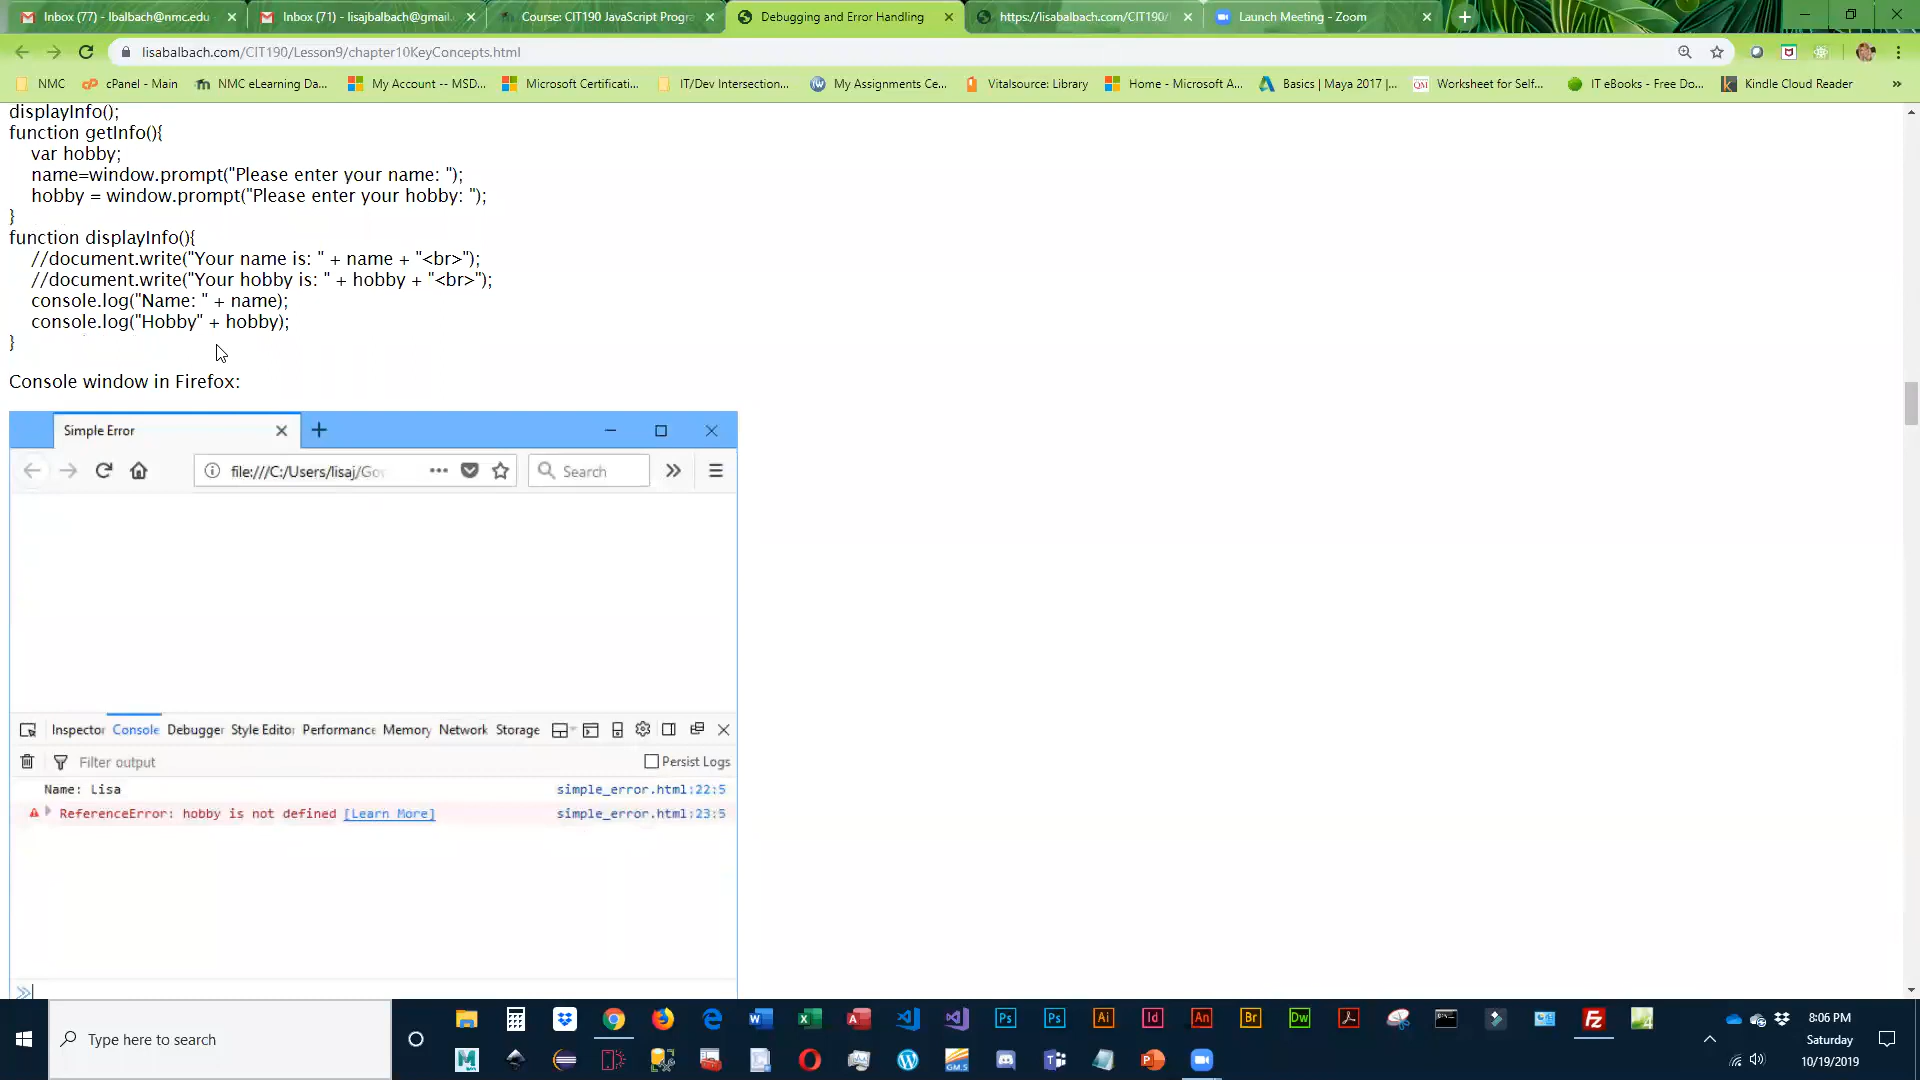 Inbox (77) - lbalbach@nmc.edu
Inbox (71) - lisajbalbach@gmail.
Course: CIT190 JavaScript Progra
Debugging and Error Handling
https://lisabalbach.com/CIT190/
Launch Meeting - Zoom
lisabalbach.com/CIT190/Lesson9/chapter10KeyConcepts.html
NMC
cPanel - Main
NMC eLearning Da...
My Account -- MSD...
Microsoft Certificati...
IT/Dev Intersection...
My Assignments Ce...
Vitalsource: Library
Home - Microsoft A...
Basics | Maya 2017 |...
QM
Worksheet for Self...
IT eBooks - Free Do...
Kindle Cloud Reader
»
displayInfo();
function getInfo(){
var hobby;
name=window.prompt("Please enter your name: ");
hobby = window.prompt("Please enter your hobby: ");
}
function displayInfo(){
//document.write("Your name is: " + name + "<br>");
//document.write("Your hobby is: " + hobby + "<br>");
console.log("Name: " + name);
console.log("Hobby" + hobby);
}
Console window in Firefox:
Simple Error
file:///C:/Users/lisaj/Go
Search
Inspector Console Debugger Style Editor Performance Memory Network Storage
Filter output
Persist Logs
Name: Lisa simple_error.html:22:5
ReferenceError: hobby is not defined [Learn More] simple_error.html:23:5
Type here to search
8:06 PM
Saturday
10/19/2019